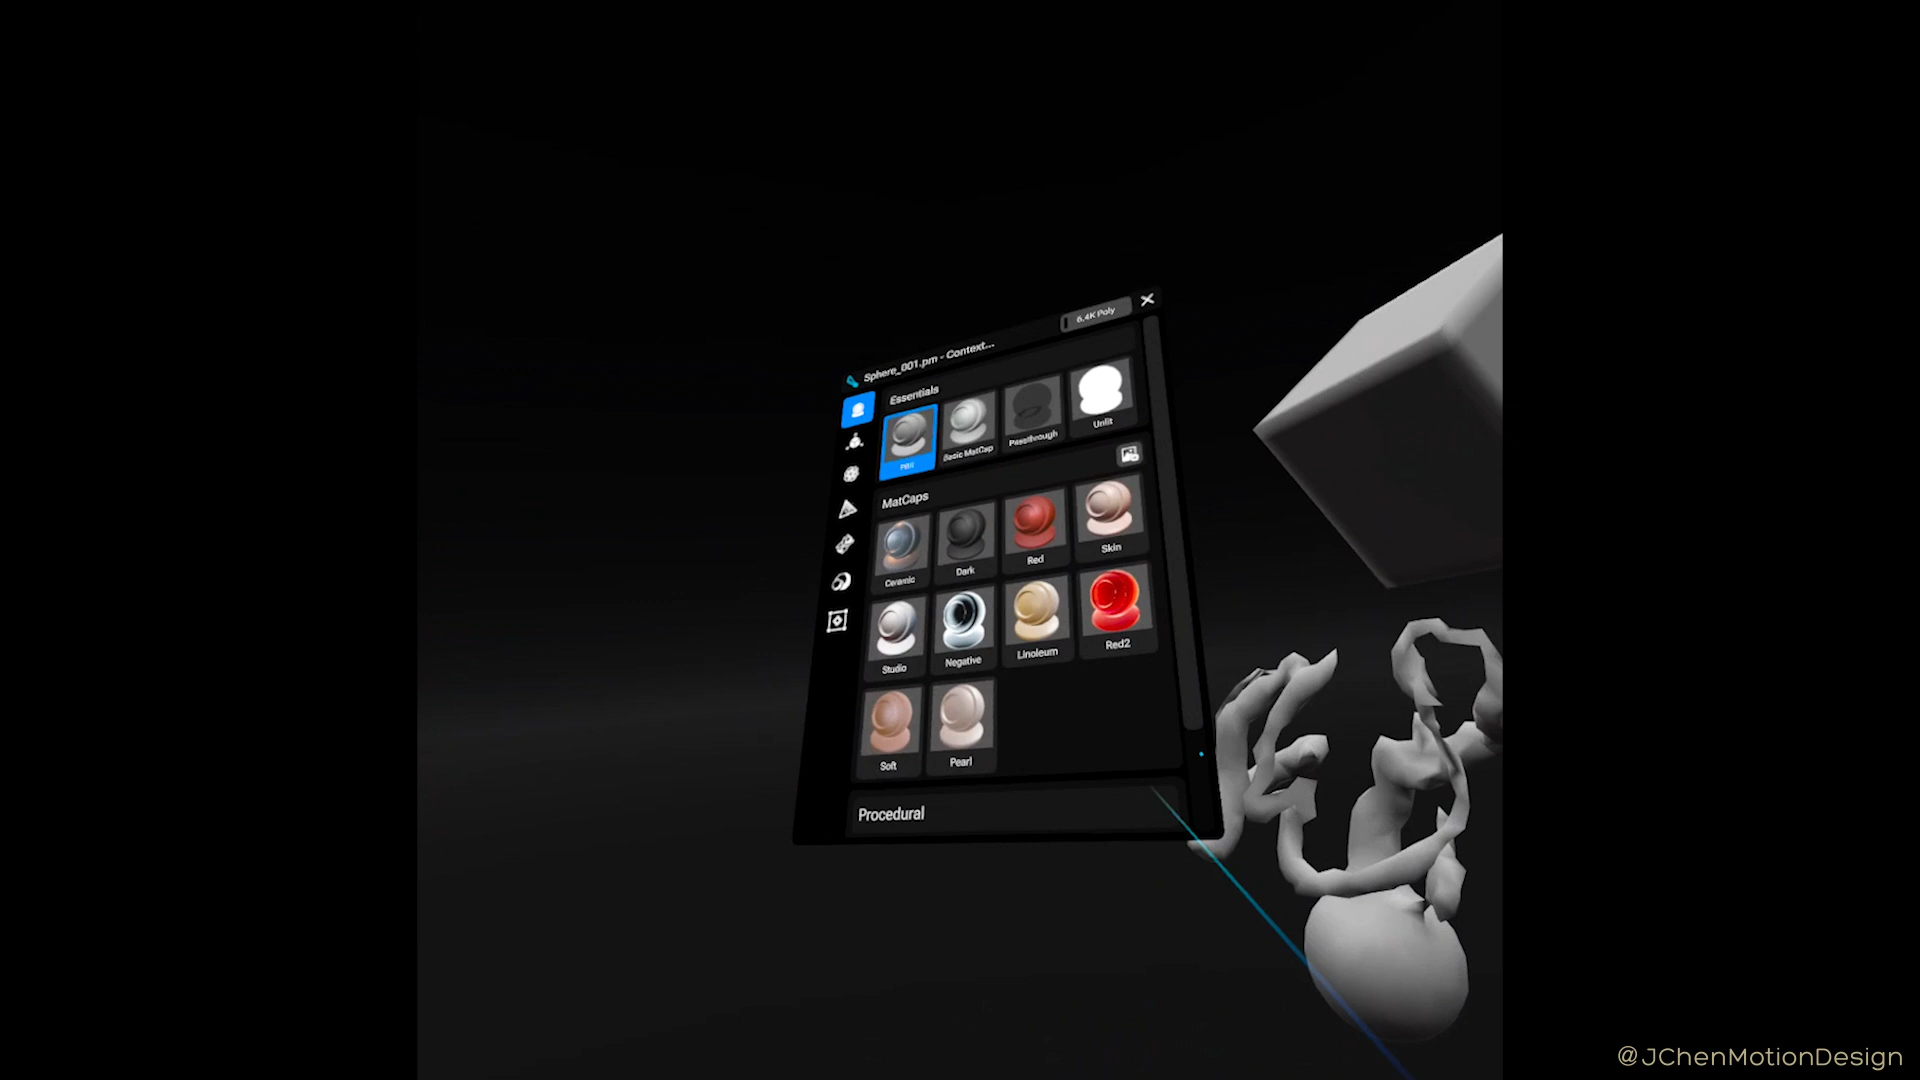 6.4K Poly
Sphere_001.pm - Context...
Essentials
PBR
Basic MatCap
Passthrough
Unlit
MatCaps
Ceramic
Dark
Red
Skin
Studio
Negative
Linoleum
Red2
Soft
Pearl
Procedural
@JChenMotionDesign